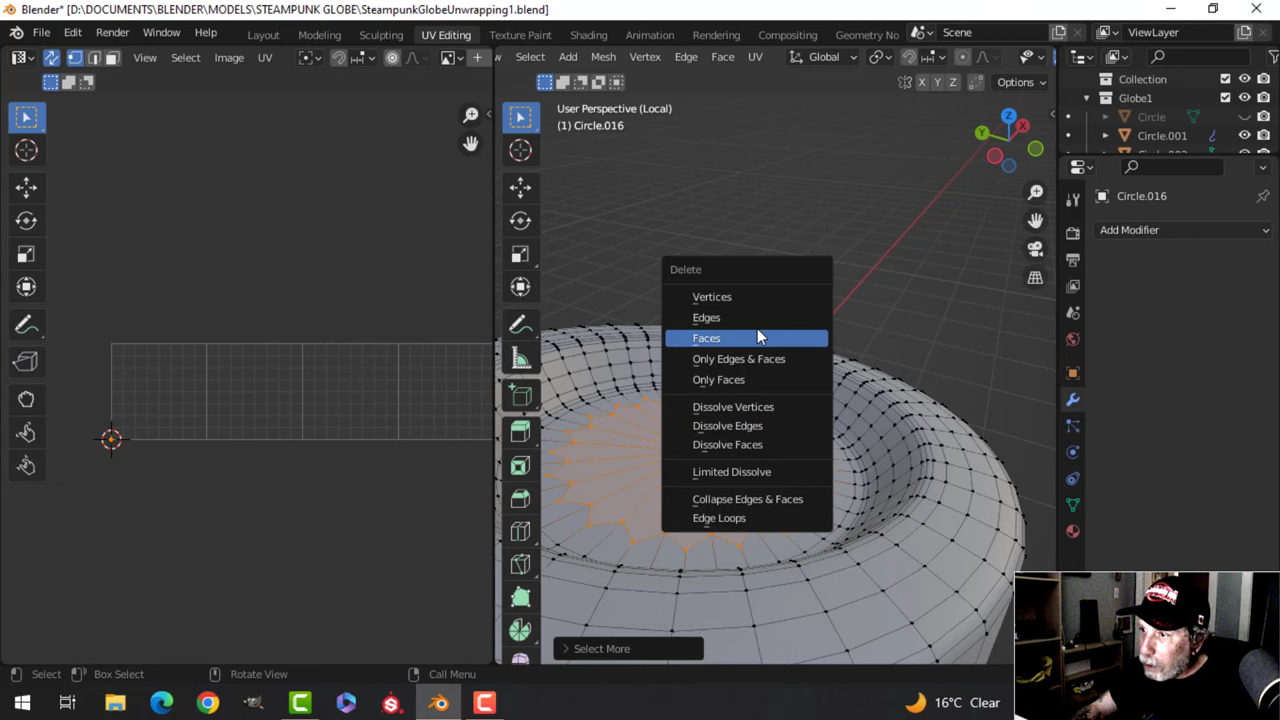 Blender* [D:\DOCUMENTS\BLENDER\MODELS\STEAMPUNK GLOBE\SteampunkGlobeUnwrapping1.blend]
File Edit Render Window Help Layout Modeling Sculpting UV Editing Texture Paint Shading Animation Rendering Compositing Geometry No Scene ViewLayer
View Select Image UV Select Add Mesh Vertex Edge Face UV Global
X Y Z Options
User Perspective (Local)
(1) Circle.016
Collection
Globe1
Circle
Circle.001
Circle.016
Add Modifier
Z
Y
X
Delete
Vertices
Edges
Faces
Only Edges & Faces
Only Faces
Dissolve Vertices
Dissolve Edges
Dissolve Faces
Limited Dissolve
Collapse Edges & Faces
Edge Loops
Select More
Select Box Select Rotate View Call Menu
16°C Clear